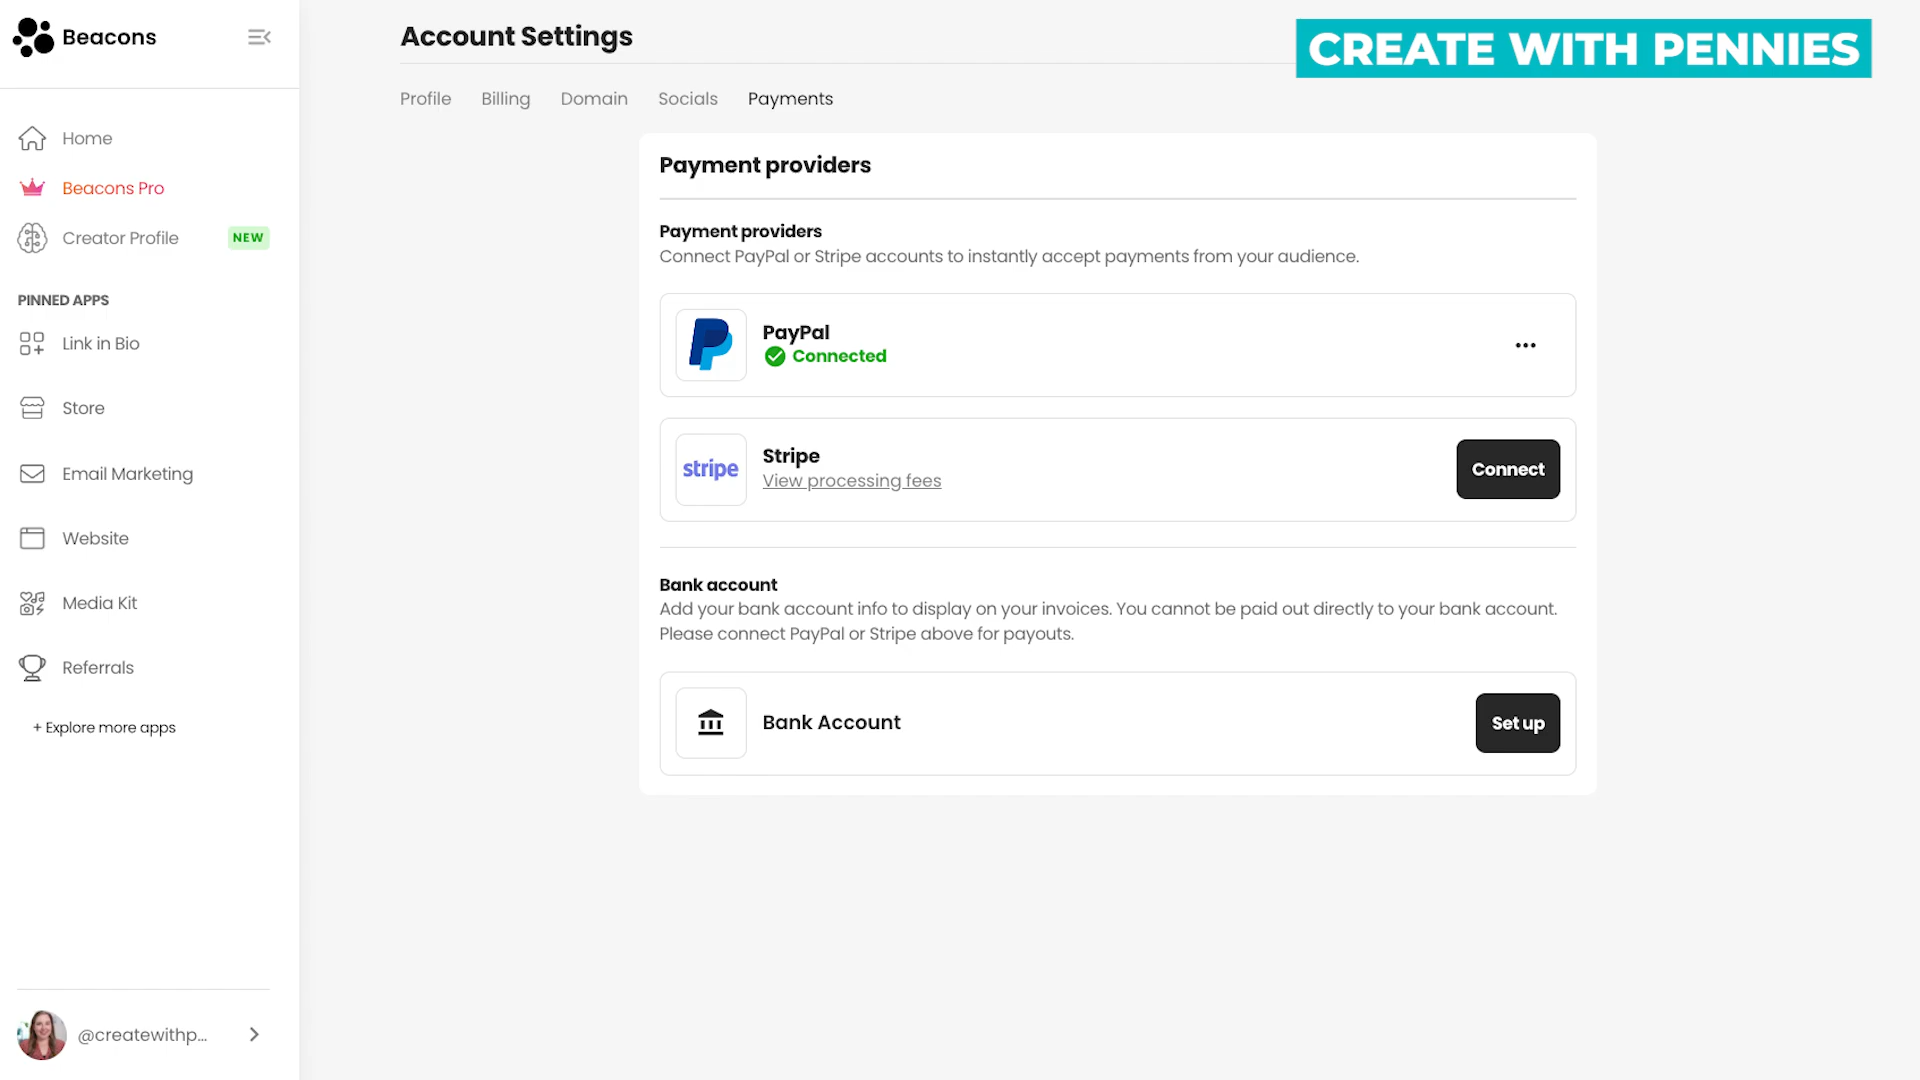 Beacons
Home
Beacons Pro
Creator Profile
NEW
PINNED APPS
Link in Bio
Store
Email Marketing
Website
Media Kit
Referrals
+ Explore more apps
@createwithp...
Account Settings
CREATE WITH PENNIES
Profile
Billing
Domain
Socials
Payments
Payment providers
Payment providers
Connect PayPal or Stripe accounts to instantly accept payments from your audience.
PayPal
Connected
stripe
Stripe
View processing fees
Connect
Bank account
Add your bank account info to display on your invoices. You cannot be paid out directly to your bank account.
Please connect PayPal or Stripe above for payouts.
Bank Account
Set up